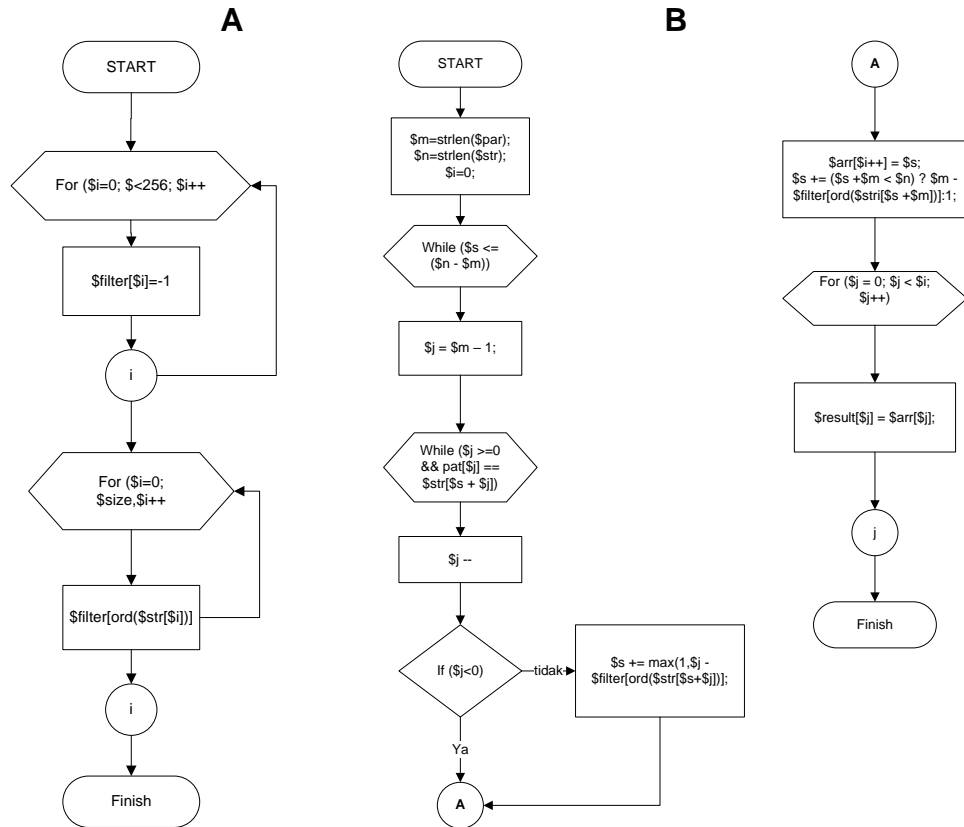 A
START
For ($i=0; $<256; $i++
$filter[$i]=-1
i
For ($i=0;
$size,$i++
$filter[ord($str[$i])]
i
Finish
B
START
$m=strlen($par);
$n=strlen($str);
$i=0;
While ($s <=
($n - $m))
$j = $m – 1;
While ($j >=0
&& pat[$j] ==
$str[$s + $j])
$j --
If ($j<0)
tidak
$s += max(1,$j -
$filter[ord($str[$s+$j])];
Ya
A
A
$arr[$i++] = $s;
$s += ($s +$m < $n) ? $m -
$filter[ord($stri[$s +$m])]:1;
For ($j = 0; $j < $i;
$j++)
$result[$j] = $arr[$j];
j
Finish